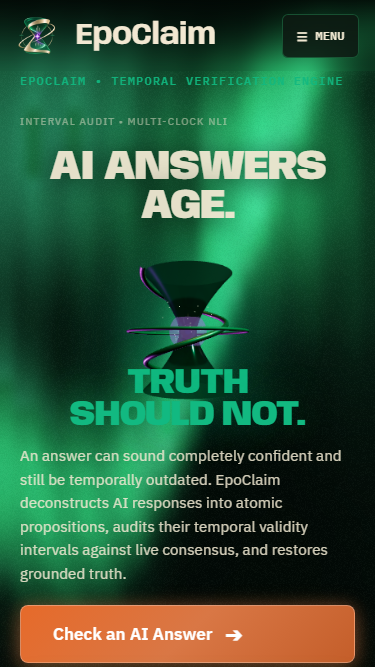 EpoClaim
☰ MENU
EPOCLAIM • TEMPORAL VERIFICATION ENGINE
INTERVAL AUDIT • MULTI-CLOCK NLI
AI ANSWERS
AGE.
TRUTH
SHOULD NOT.
An answer can sound completely confident and
still be temporally outdated. EpoClaim
deconstructs AI responses into atomic
propositions, audits their temporal validity
intervals against live consensus, and restores
grounded truth.
Check an AI Answer ➔